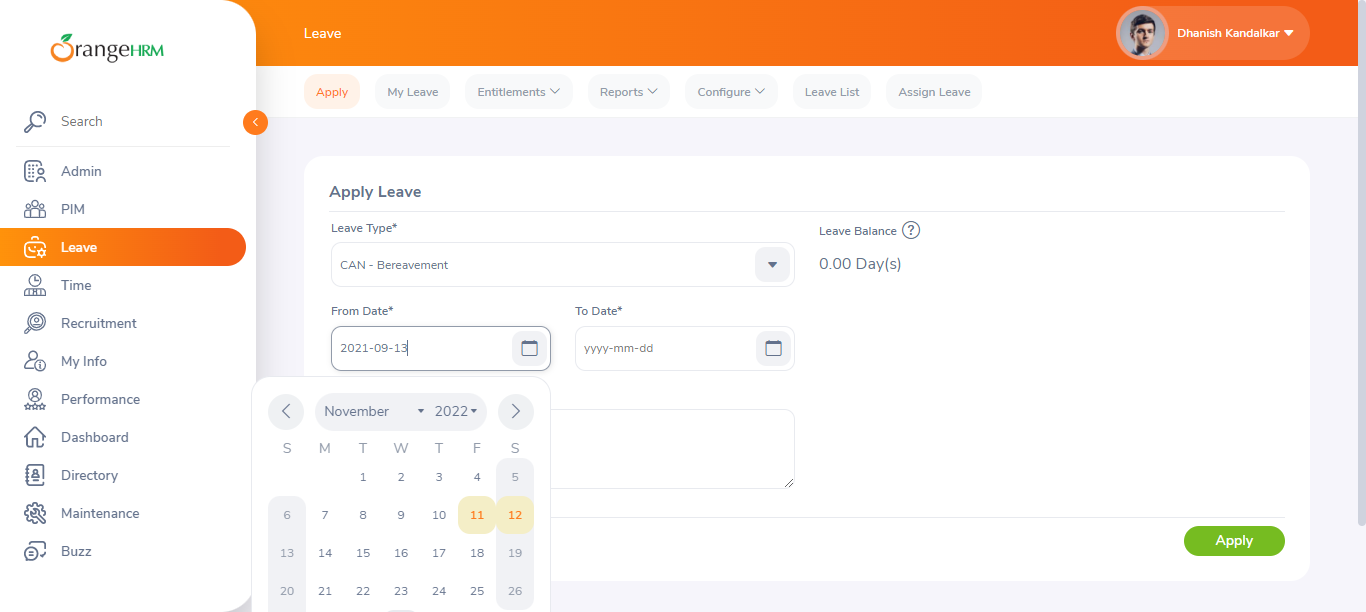 OrangeHRM
Search
Admin
PIM
Leave
Time
Recruitment
My Info
Performance
Dashboard
Directory
Maintenance
Buzz
Leave
Dhanish Kandalkar
Apply My Leave Entitlements Reports Configure Leave List Assign Leave
Apply Leave
Leave Type* Leave Balance ?
CAN - Bereavement 0.00 Day(s)
From Date* To Date*
2021-09-13 yyyy-mm-dd
November 2022
S M T W T F S
1 2 3 4 5
6 7 8 9 10 11 12
13 14 15 16 17 18 19
20 21 22 23 24 25 26
Apply